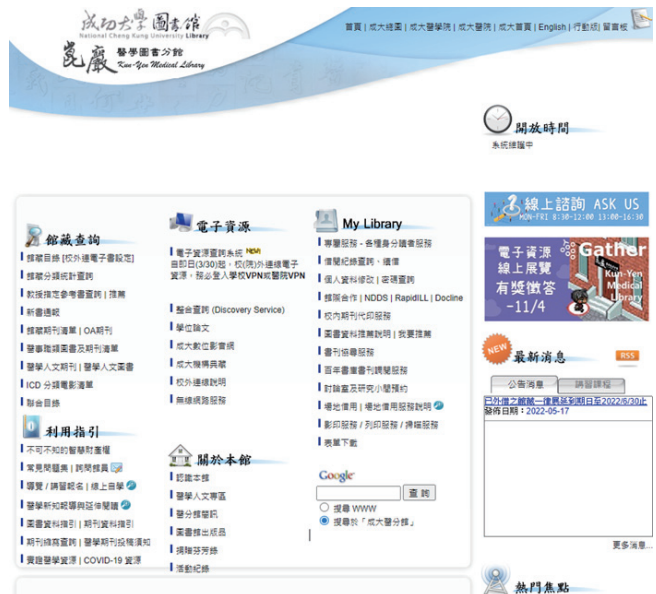 成功大學圖書館
National Cheng Kung University Library
崑巖 醫學圖書分館
Kun-Yen Medical Library
首頁 | 成大總圖 | 成大醫學院 | 成大醫院 | 成大首頁 | English | 行動版 | 留言板
開放時間
系統維護中
館藏查詢
館藏目錄 [校外連電子書設定]
館藏分類統計查詢
教授指定參考書查詢 | 推薦
新書通報
館藏期刊清單 | OA期刊
醫事職類圖書及期刊清單
醫學人文期刊 | 醫學人文圖書
ICD 分類電影清單
聯合目錄
利用指引
不可不知的智慧財產權
常見問題集 | 詢問館員
導覽 / 講習報名 | 線上自學
醫學新知報導與延伸閱讀
圖書資料指引 | 期刊資料指引
期刊線寫查詢 | 醫學期刊投稿須知
實證醫學資源 | COVID-19 資源
電子資源
電子資源查詢系統 NEW!
自即日(3/30)起，校(院)外連線電子
資源，務必登入學校VPN或醫院VPN
整合查詢 (Discovery Service)
學位論文
成大數位影音網
成大機構典藏
校外連線說明
無線網路服務
關於本館
認識本館
醫學人文專區
醫分館簡訊
圖書館出版品
捐贈芬芳錄
活動紀錄
My Library
專屬服務 - 各種身分讀者服務
借閱紀錄查詢、續借
個人資料修改 | 密碼查詢
館際合作 | NDDS | RapidILL | Docline
校內期刊代印服務
圖書資料推薦說明 | 我要推薦
書刊協尋服務
百年書庫書刊調閱服務
討論室及研究小間預約
場地借用 | 場地借用服務說明
影印服務 / 列印服務 / 掃瞄服務
表單下載
Google
查詢
搜尋 WWW
搜尋於「成大醫分館」
線上諮詢 ASK US
MON-FRI 8:30-12:00 13:00-16:30
電子資源
線上展覽
有獎徵答
-11/4
Gather
Kun-Yen
Medical
Library
NEW 最新消息 RSS
公告消息 講習課程
已外借之館藏一律展延到期日至2022/6/30止
發佈日期：2022-05-17
更多消息...
熱門焦點